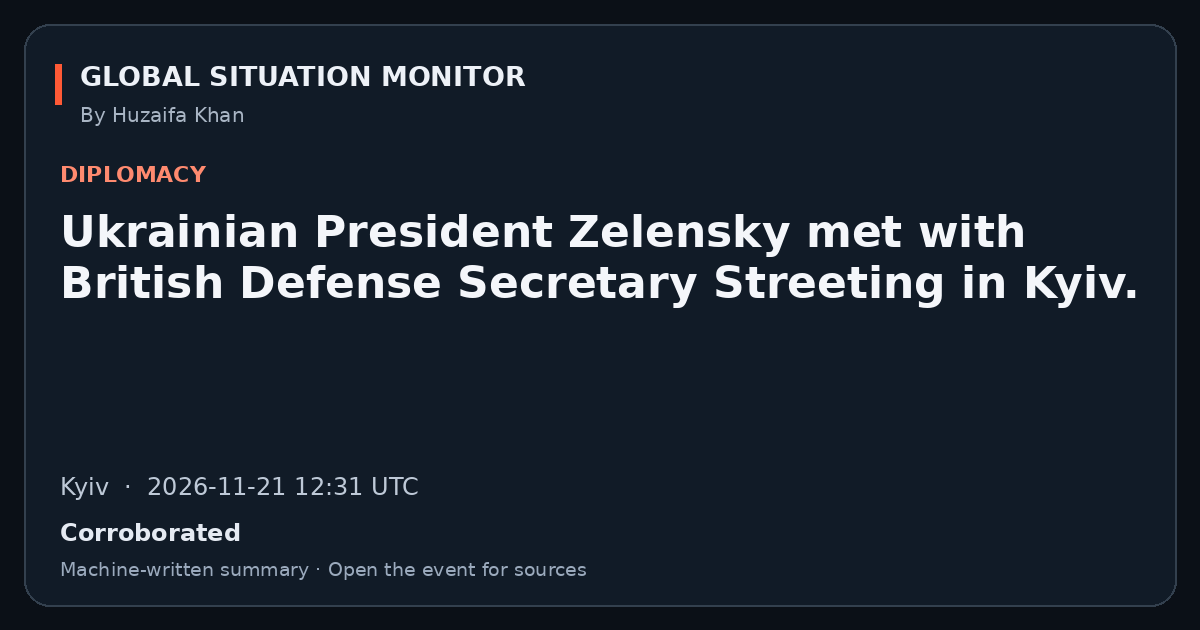 GLOBAL SITUATION MONITOR
By Huzaifa Khan
DIPLOMACY
Ukrainian President Zelensky met with
British Defense Secretary Streeting in Kyiv.
Kyiv · 2026-11-21 12:31 UTC
Corroborated
Machine-written summary · Open the event for sources